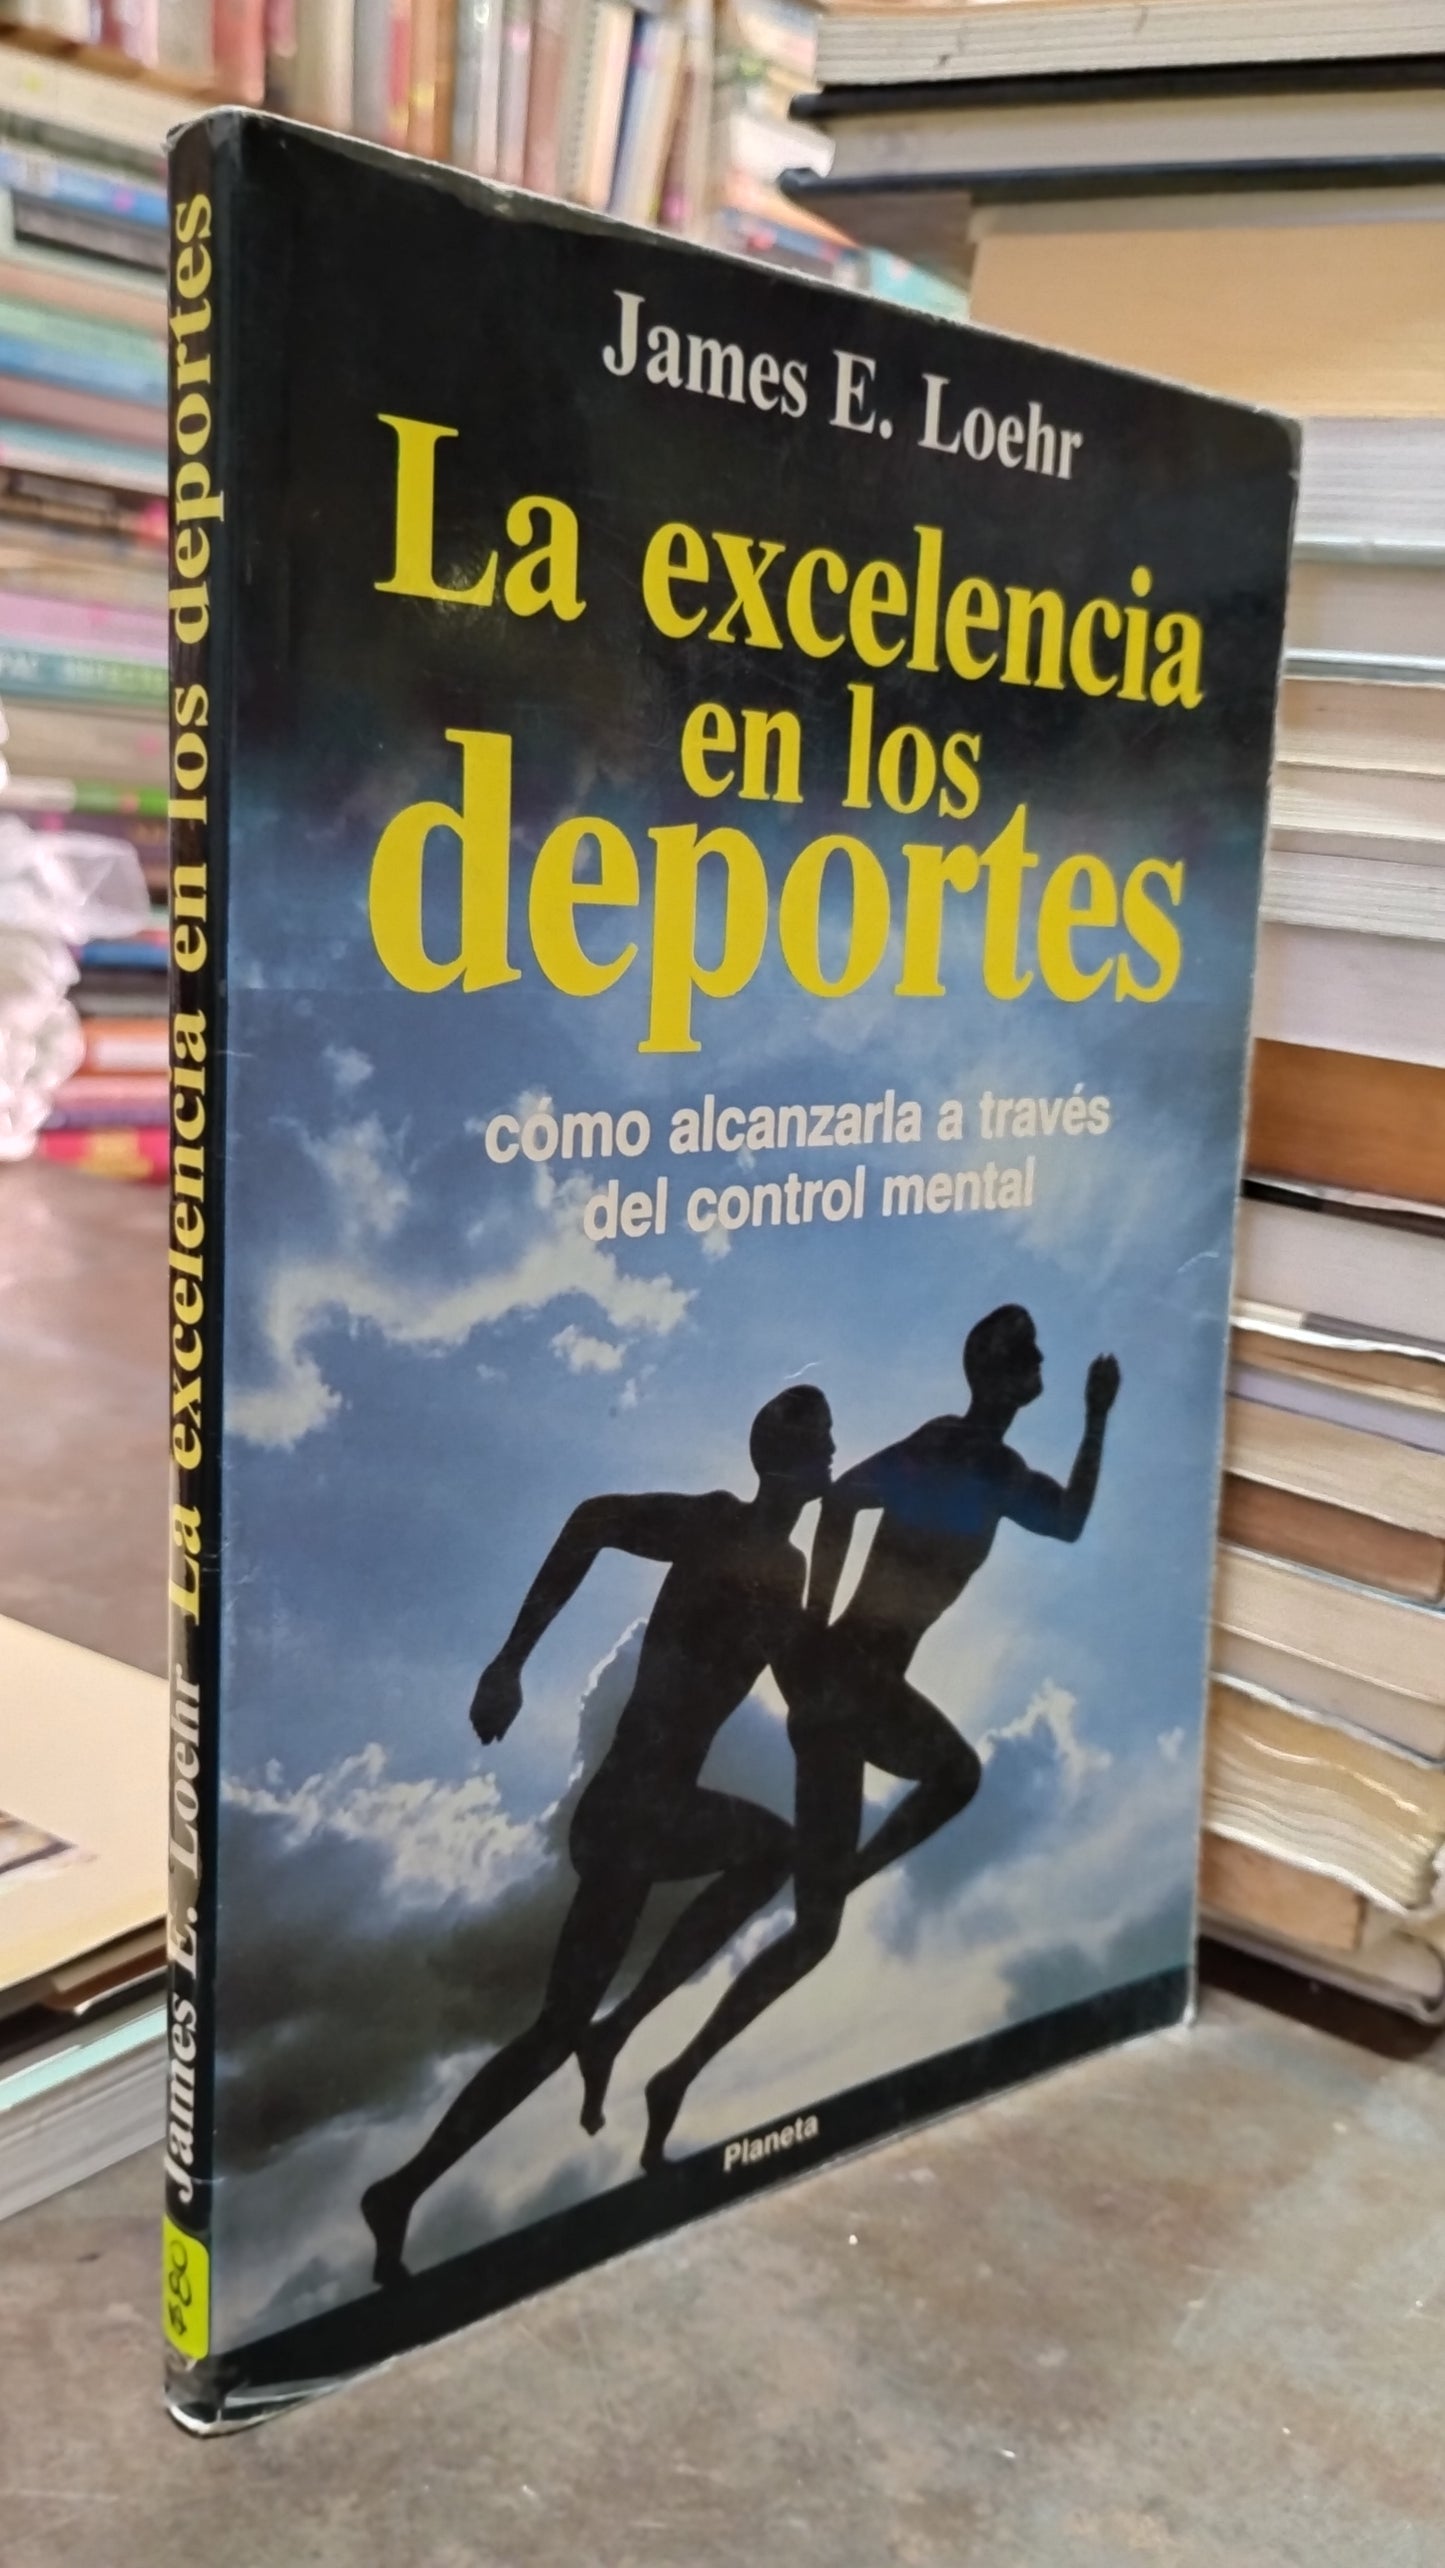 James E. Loehr
La excelencia
en los
deportes
cómo alcanzarla a través
del control mental
Planeta
James E. Loehr La excelencia en los deportes
$80